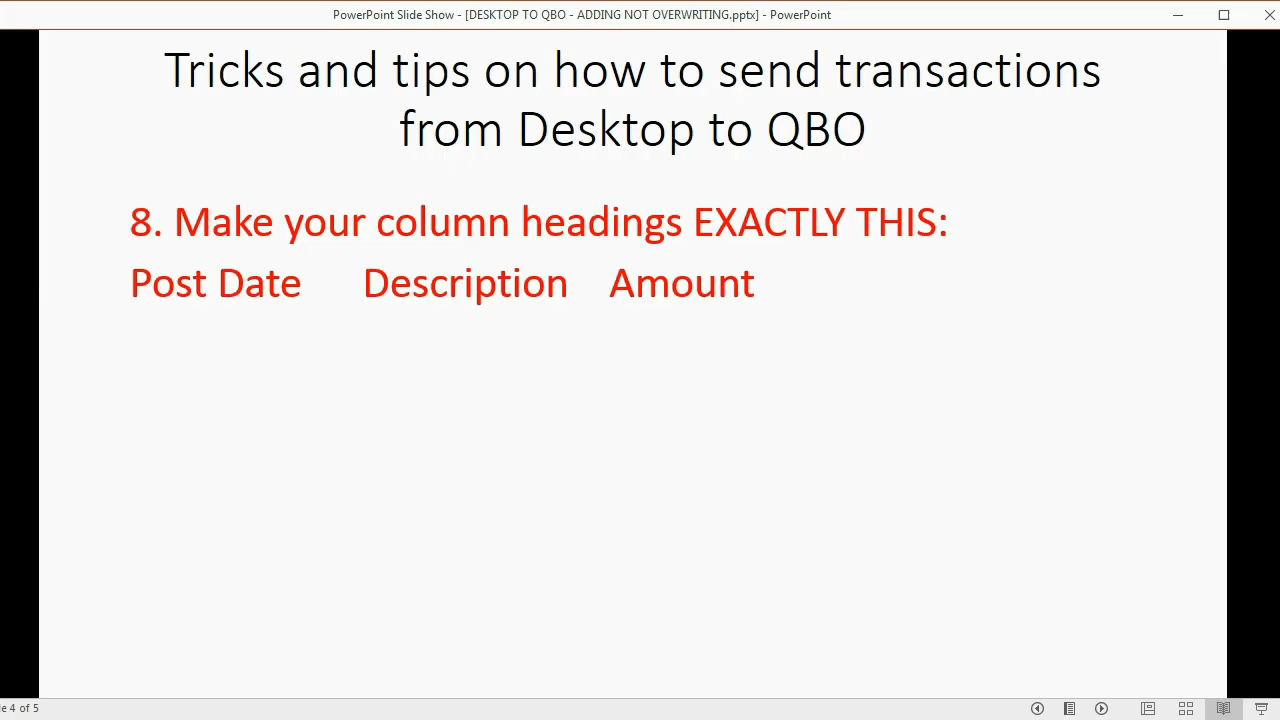 PowerPoint Slide Show - [DESKTOP TO QBO - ADDING NOT OVERWRITING.pptx] - PowerPoint
Tricks and tips on how to send transactions
from Desktop to QBO
8. Make your column headings EXACTLY THIS:
Post Date Description Amount
le 4 of 5